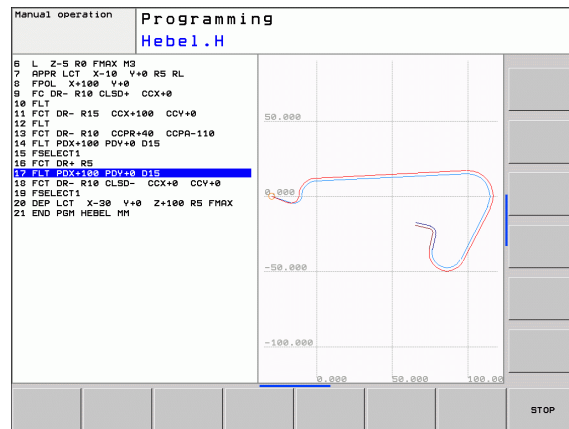 Manual operation
Programming
Hebel.H
6 L Z-5 R0 FMAX M3
7 APPR LCT X-10 Y+0 R5 RL
8 FPOL X+100 Y+0
9 FC DR- R10 CLSD+ CCX+0
10 FLT
11 FCT DR- R15 CCX+100 CCY+0
12 FLT
13 FCT DR- R10 CCPR+40 CCPA-110
14 FLT PDX+100 PDY+0 D15
15 FSELECT1
16 FCT DR+ R5
17 FLT PDX+100 PDY+0 D15
18 FCT DR- R10 CLSD- CCX+0 CCY+0
19 FSELECT1
20 DEP LCT X-30 Y+0 Z+100 R5 FMAX
21 END PGM HEBEL MM
50.000
0.000
-50.000
-100.000
0.000 50.000 100.00
STOP